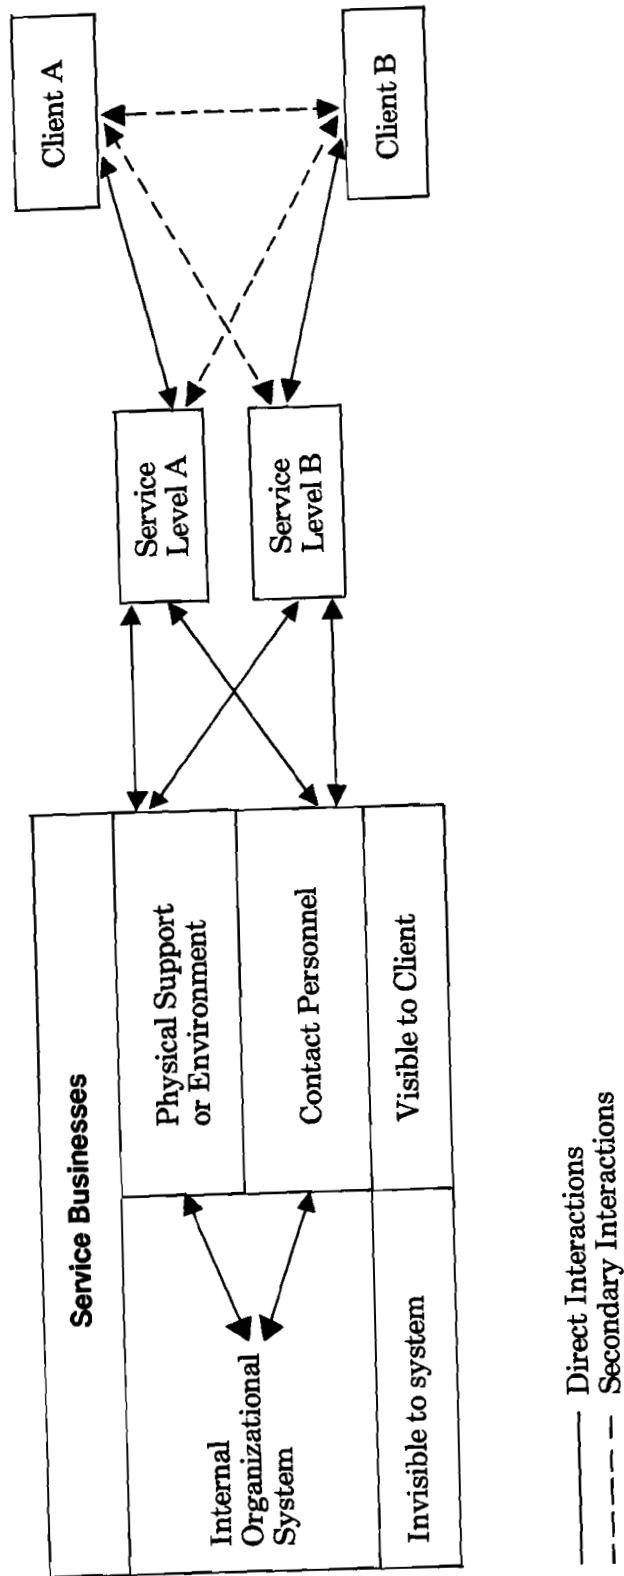 Service Businesses
Internal
Organizational
System
Physical Support
or Environment
Contact Personnel
Invisible to system
Visible to Client
Service
Level A
Service
Level B
Client A
Client B
Direct Interactions
Secondary Interactions